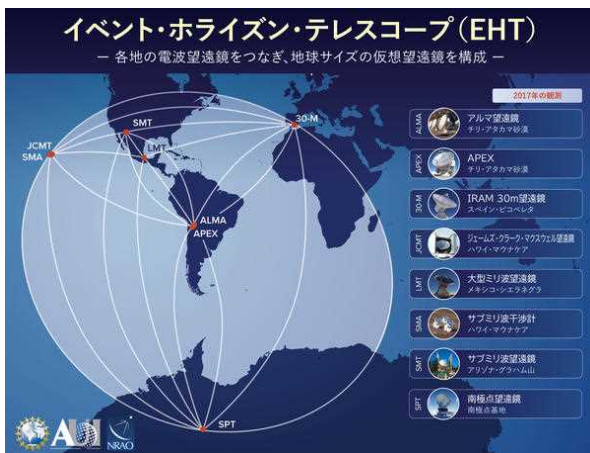 イベント・ホライズン・テレスコープ(EHT)
― 各地の電波望遠鏡をつなぎ、地球サイズの仮想望遠鏡を構成 ―
2017年の観測
SMT
30-M
JCMT
SMA
LMT
ALMA
APEX
SPT
ALMA
アルマ望遠鏡
チリ・アタカマ砂漠
APEX
APEX
チリ・アタカマ砂漠
30-M
IRAM 30m望遠鏡
スペイン・ピコベレタ
JCMT
ジェームズ・クラーク・マクスウェル望遠鏡
ハワイ・マウナケア
LMT
大型ミリ波望遠鏡
メキシコ・シエラネグラ
SMA
サブミリ波干渉計
ハワイ・マウナケア
SMT
サブミリ波望遠鏡
アリゾナ・グラハム山
SPT
南極点望遠鏡
南極点基地
AUI
NRAO